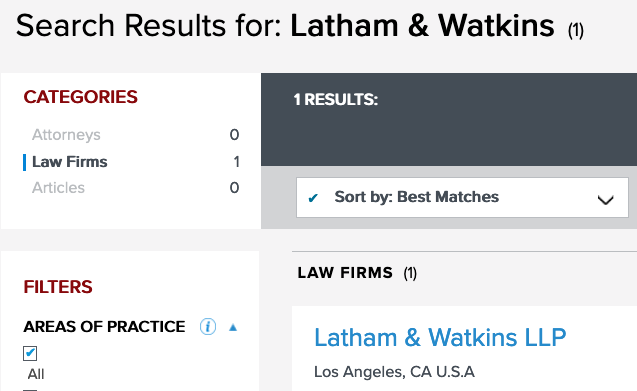 Search Results for: Latham & Watkins (1)
CATEGORIES
Attorneys 0
Law Firms 1
Articles 0
1 RESULTS:
✔ Sort by: Best Matches
FILTERS
AREAS OF PRACTICE i ▲
All
LAW FIRMS (1)
Latham & Watkins LLP
Los Angeles, CA U.S.A